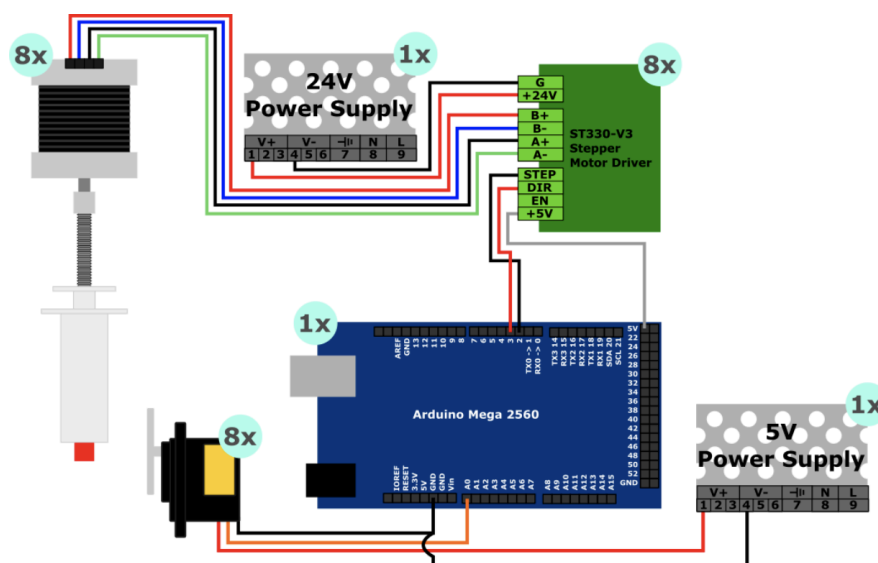 8x
1x
24V
Power Supply
V+ V- N L
1 2 3 4 5 6 7 8 9
8x
G
+24V
B+
B-
A+
A-
STEP
DIR
EN
+5V
ST330-V3
Stepper
Motor Driver
1x
AREF
GND
13
12
11
10
9
8
7
6
5
4
3
2
TX0 -> 1
RX0 -> 0
TX3 14
RX3 15
TX2 16
RX2 17
TX1 18
RX1 19
SDA 20
SCL 21
5V
22
24
26
28
30
32
34
36
38
40
42
44
46
48
50
52
GND
Arduino Mega 2560
IOREF
RESET
3.3V
5V
GND
GND
Vin
A0
A1
A2
A3
A4
A5
A6
A7
A8
A9
A10
A11
A12
A13
A14
A15
8x
1x
5V
Power Supply
V+ V- N L
1 2 3 4 5 6 7 8 9